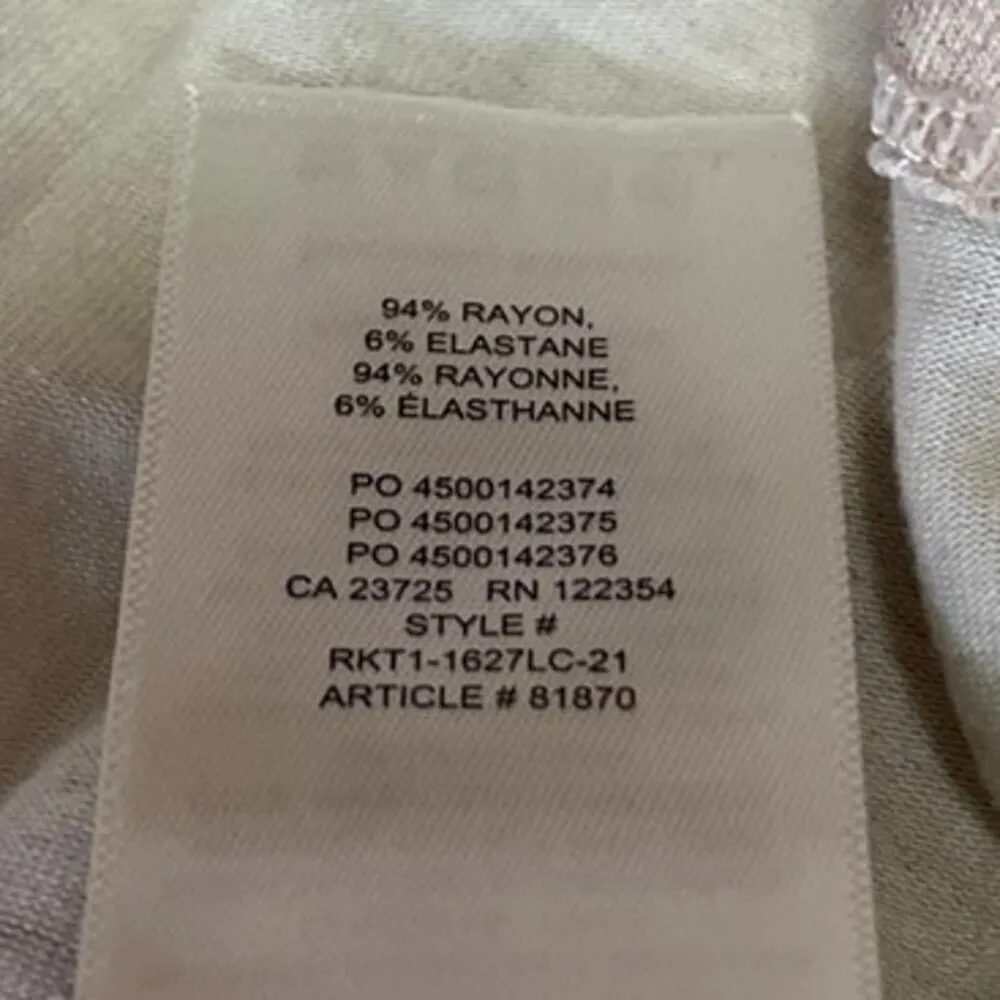 94% RAYON,
6% ELASTANE
94% RAYONNE,
6% ÉLASTHANNE
PO 4500142374
PO 4500142375
PO 4500142376
CA 23725 RN 122354
STYLE #
RKT1-1627LC-21
ARTICLE # 81870